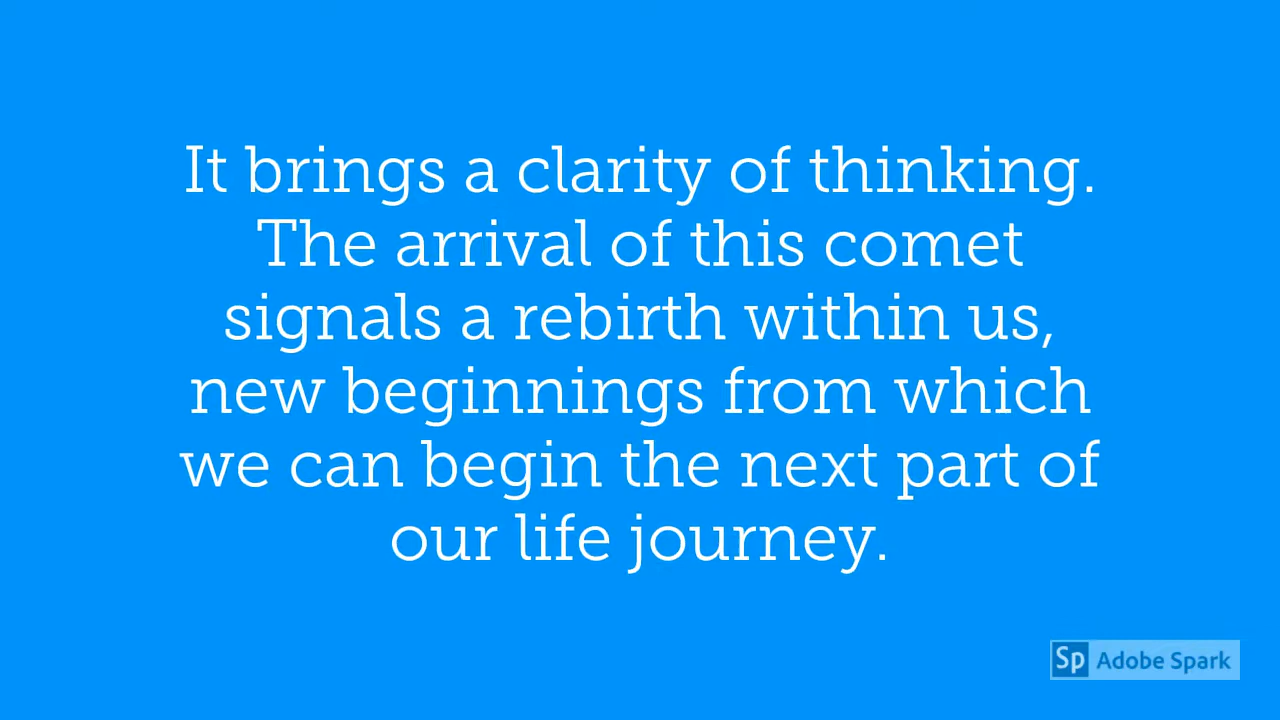 It brings a clarity of thinking.
The arrival of this comet
signals a rebirth within us,
new beginnings from which
we can begin the next part of
our life journey.
Sp Adobe Spark